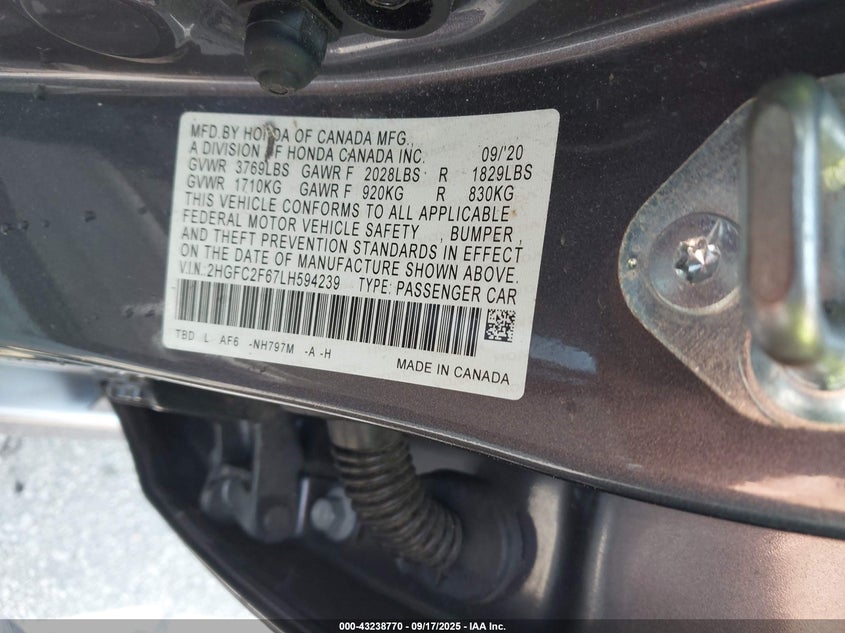 MFD.BY HONDA OF CANADA MFG.,
A DIVISION OF HONDA CANADA INC. 09/'20
GVWR 3769LBS GAWR F 2028LBS R 1829LBS
GVWR 1710KG GAWR F 920KG R 830KG
THIS VEHICLE CONFORMS TO ALL APPLICABLE
FEDERAL MOTOR VEHICLE SAFETY , BUMPER ,
AND THEFT PREVENTION STANDARDS IN EFFECT
ON THE DATE OF MANUFACTURE SHOWN ABOVE.
V.I.N.:2HGFC2F67LH594239 TYPE: PASSENGER CAR
TBD L AF6 -NH797M -A -H
MADE IN CANADA
000-43238770 — 09/17/2025 — IAA Inc.